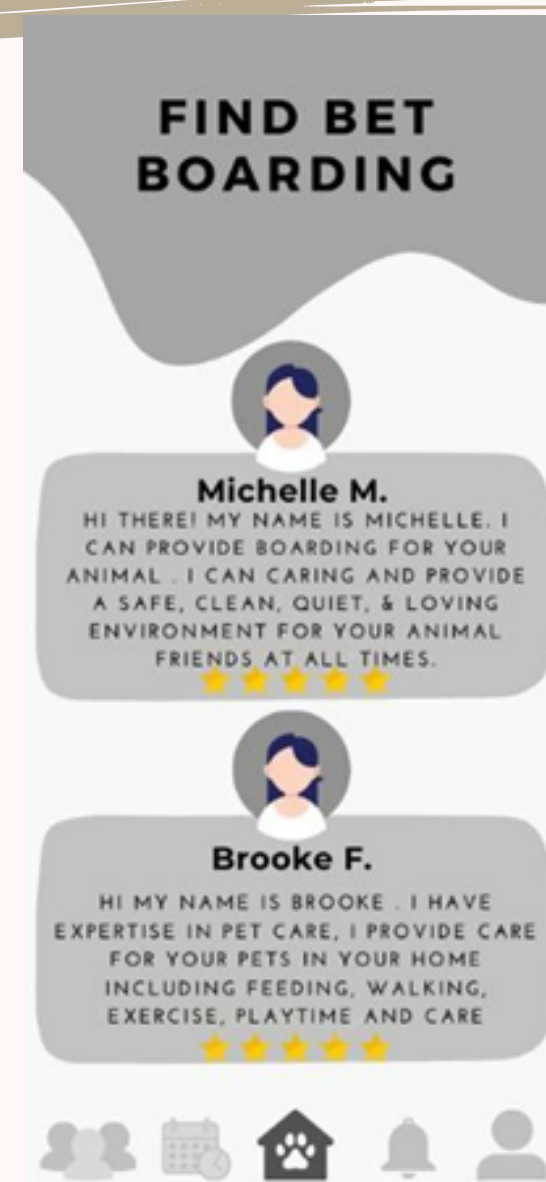 FIND BET
BOARDING
Michelle M.
HI THERE! MY NAME IS MICHELLE. I
CAN PROVIDE BOARDING FOR YOUR
ANIMAL . I CAN CARING AND PROVIDE
A SAFE, CLEAN, QUIET, & LOVING
ENVIRONMENT FOR YOUR ANIMAL
FRIENDS AT ALL TIMES.
Brooke F.
HI MY NAME IS BROOKE . I HAVE
EXPERTISE IN PET CARE, I PROVIDE CARE
FOR YOUR PETS IN YOUR HOME
INCLUDING FEEDING, WALKING,
EXERCISE, PLAYTIME AND CARE